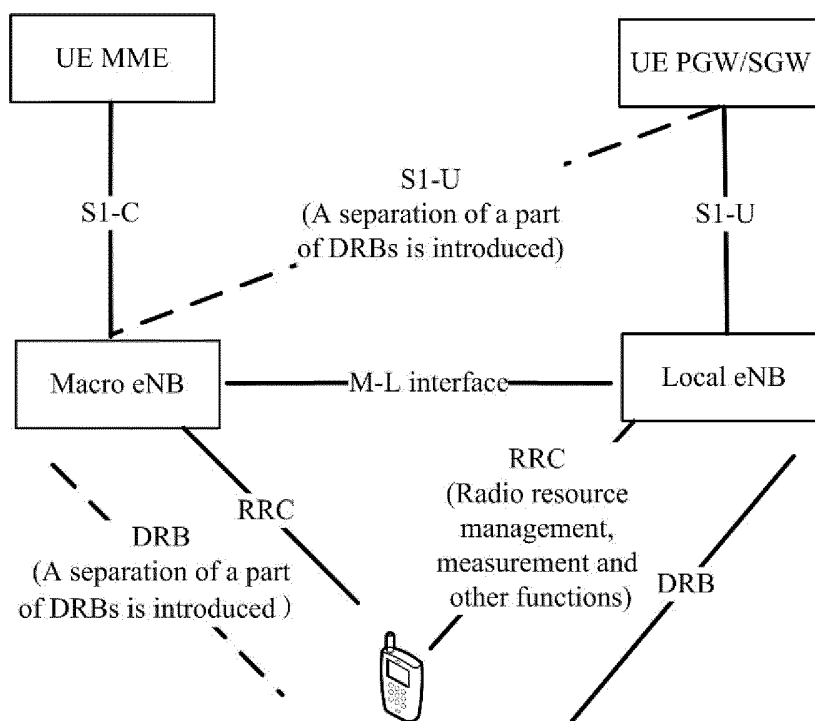 UE MME
UE PGW/SGW
S1-C
S1-U
(A separation of a part
of DRBs is introduced)
S1-U
Macro eNB
M-L interface
Local eNB
RRC
RRC
(Radio resource
management,
measurement and
other functions)
DRB
(A separation of a part
of DRBs is introduced)
DRB